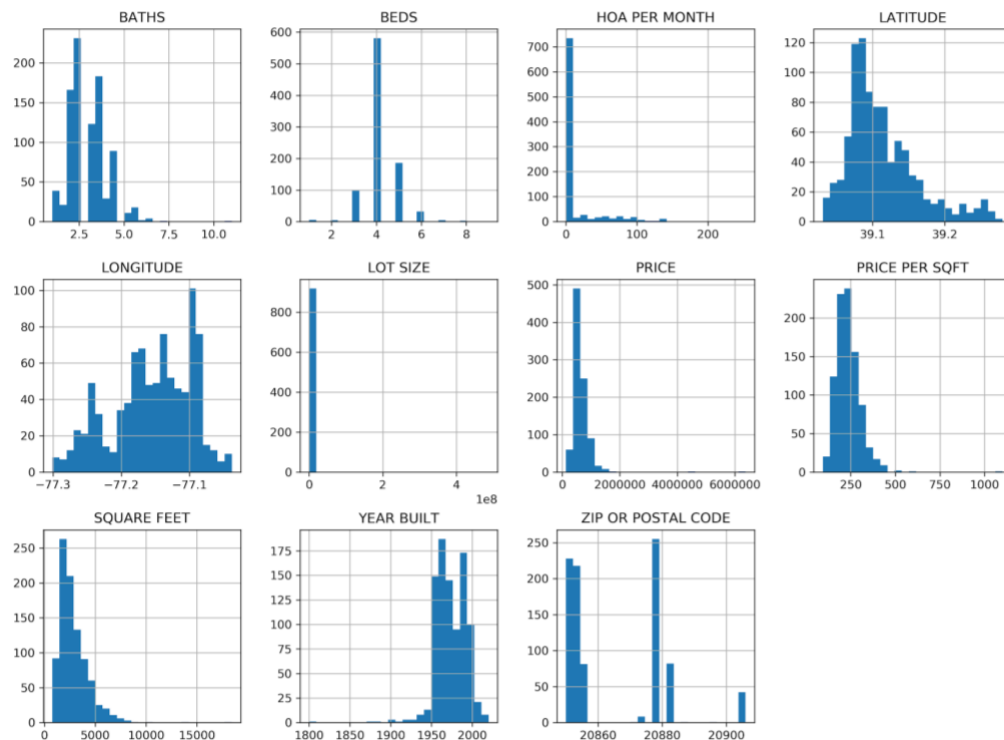 BATHS BEDS HOA PER MONTH LATITUDE
200 150 100 50 0
2.5 5.0 7.5 10.0
600 500 400 300 200 100 0
2 4 6 8
700 600 500 400 300 200 100 0
0 100 200
120 100 80 60 40 20 0
39.1 39.2
LONGITUDE LOT SIZE PRICE PRICE PER SQFT
100 80 60 40 20 0
−77.3 −77.2 −77.1
800 600 400 200 0
0 2 4
1e8
500 400 300 200 100 0
0 2000000 4000000 6000000
200 150 100 50 0
250 500 750 1000
SQUARE FEET YEAR BUILT ZIP OR POSTAL CODE
250 200 150 100 50 0
0 5000 10000 15000
175 150 125 100 75 50 25 0
1800 1850 1900 1950 2000
250 200 150 100 50 0
20860 20880 20900